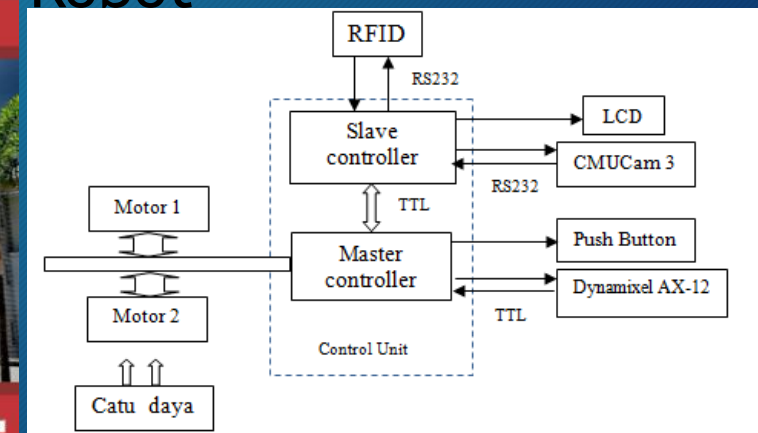 Robot
RFID
RS232
Slave
controller
LCD
CMUCam 3
RS232
TTL
Motor 1
Master
controller
Push Button
Dynamixel AX-12
TTL
Motor 2
Control Unit
Catu daya